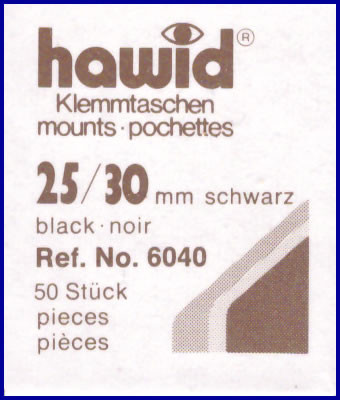 hawid®
Klemmtaschen
mounts · pochettes
25/30 mm schwarz
black · noir
Ref. No. 6040
50 Stück
pieces
pièces